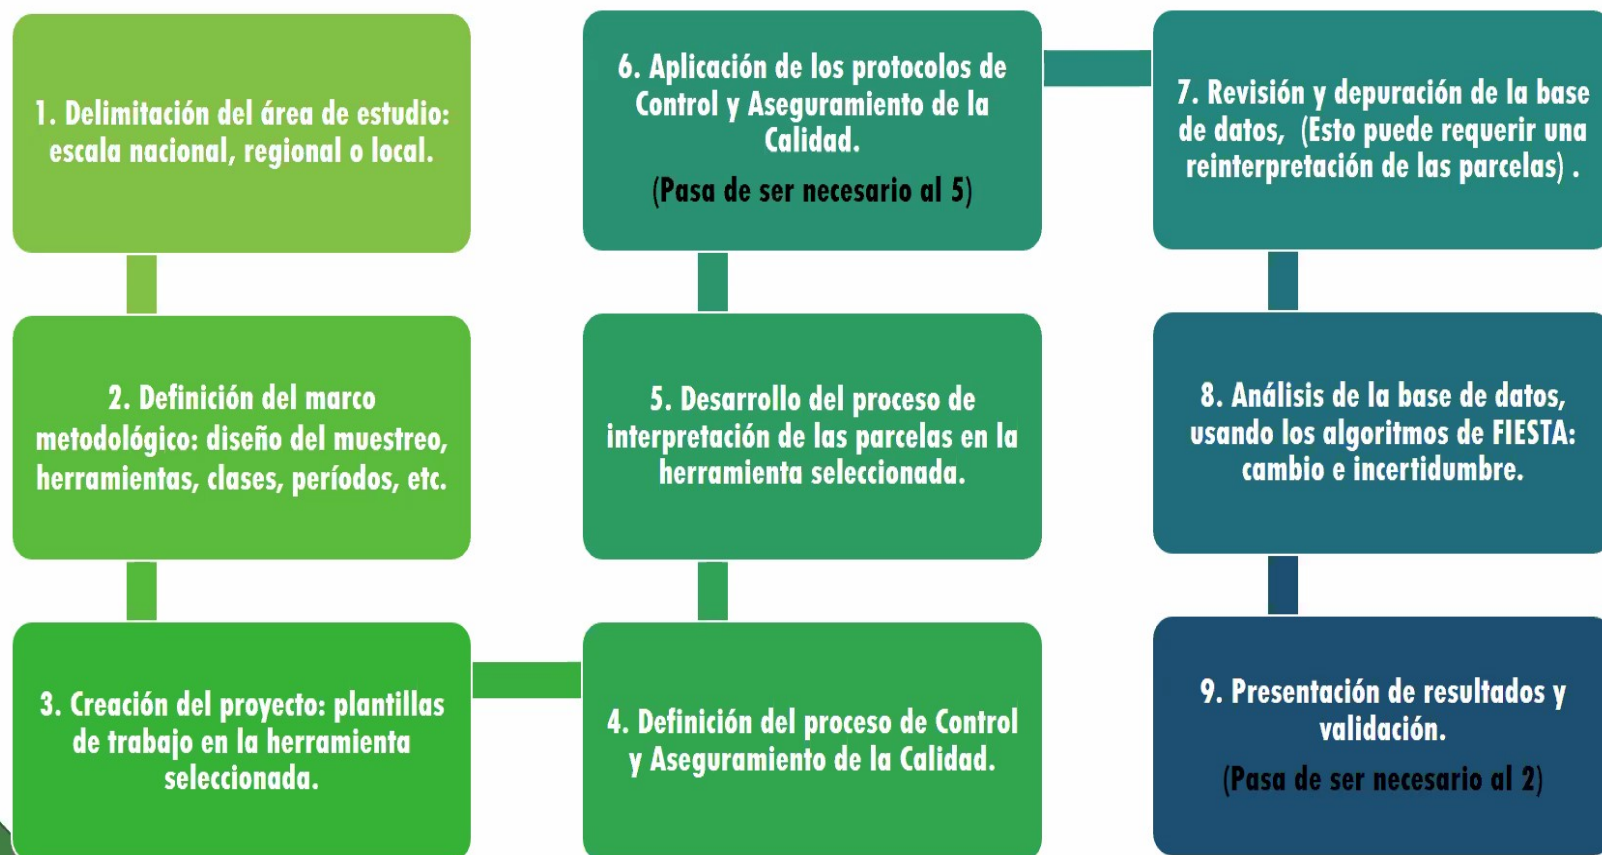 1. Delimitación del área de estudio:
escala nacional, regional o local.
2. Definición del marco
metodológico: diseño del muestreo,
herramientas, clases, períodos, etc.
3. Creación del proyecto: plantillas
de trabajo en la herramienta
seleccionada.
4. Definición del proceso de Control
y Aseguramiento de la Calidad.
5. Desarrollo del proceso de
interpretación de las parcelas en la
herramienta seleccionada.
6. Aplicación de los protocolos de
Control y Aseguramiento de la
Calidad.
(Pasa de ser necesario al 5)
7. Revisión y depuración de la base
de datos, (Esto puede requerir una
reinterpretación de las parcelas) .
8. Análisis de la base de datos,
usando los algoritmos de FIESTA:
cambio e incertidumbre.
9. Presentación de resultados y
validación.
(Pasa de ser necesario al 2)